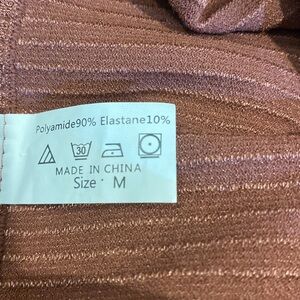 Polyamide90% Elastane10%
30
MADE IN CHINA
Size : M